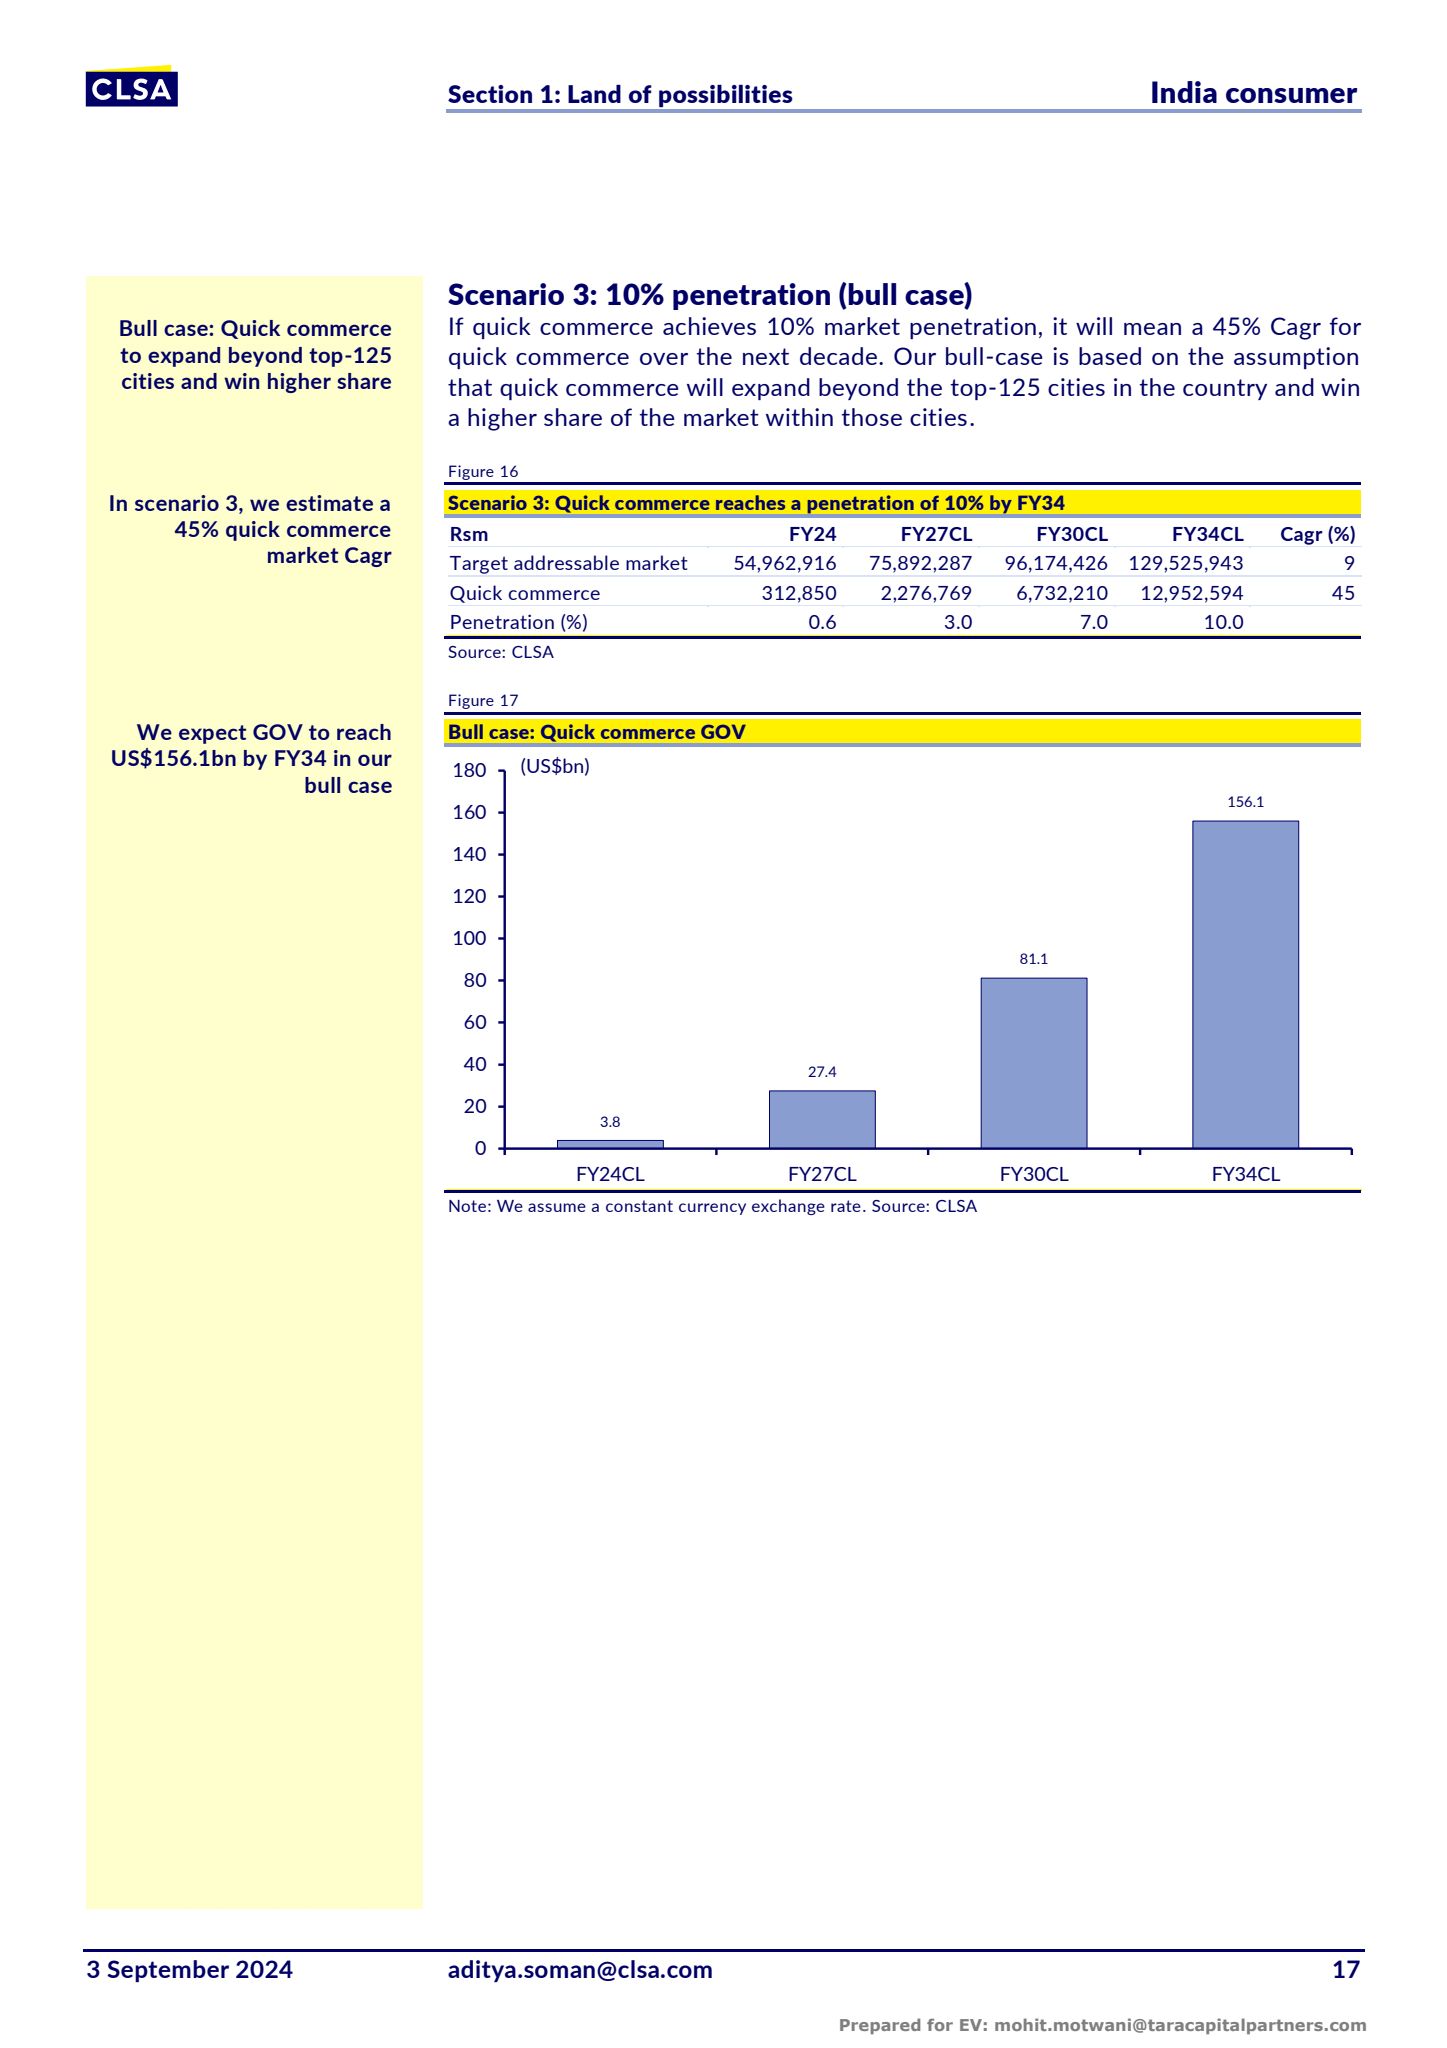 CLSA
Section 1: Land of possibilities
India consumer
Bull case: Quick commerce
to expand beyond top-125
cities and win higher share
In scenario 3, we estimate a
45% quick commerce
market Cagr
We expect GOV to reach
US$156.1bn by FY34 in our
bull case
Scenario 3: 10% penetration (bull case)
If quick commerce achieves 10% market penetration, it will mean a 45% Cagr for
quick commerce over the next decade. Our bull-case is based on the assumption
that quick commerce will expand beyond the top-125 cities in the country and win
a higher share of the market within those cities.
Figure 16
Scenario 3: Quick commerce reaches a penetration of 10% by FY34
Rsm FY24 FY27CL FY30CL FY34CL Cagr (%)
Target addressable market 54,962,916 75,892,287 96,174,426 129,525,943 9
Quick commerce 312,850 2,276,769 6,732,210 12,952,594 45
Penetration (%) 0.6 3.0 7.0 10.0
Source: CLSA
Figure 17
Bull case: Quick commerce GOV
(US$bn)
180
160
140
120
100
80
60
40
20
0
3.8
27.4
81.1
156.1
FY24CL FY27CL FY30CL FY34CL
Note: We assume a constant currency exchange rate. Source: CLSA
3 September 2024
aditya.soman@clsa.com
17
Prepared for EV: mohit.motwani@taracapitalpartners.com